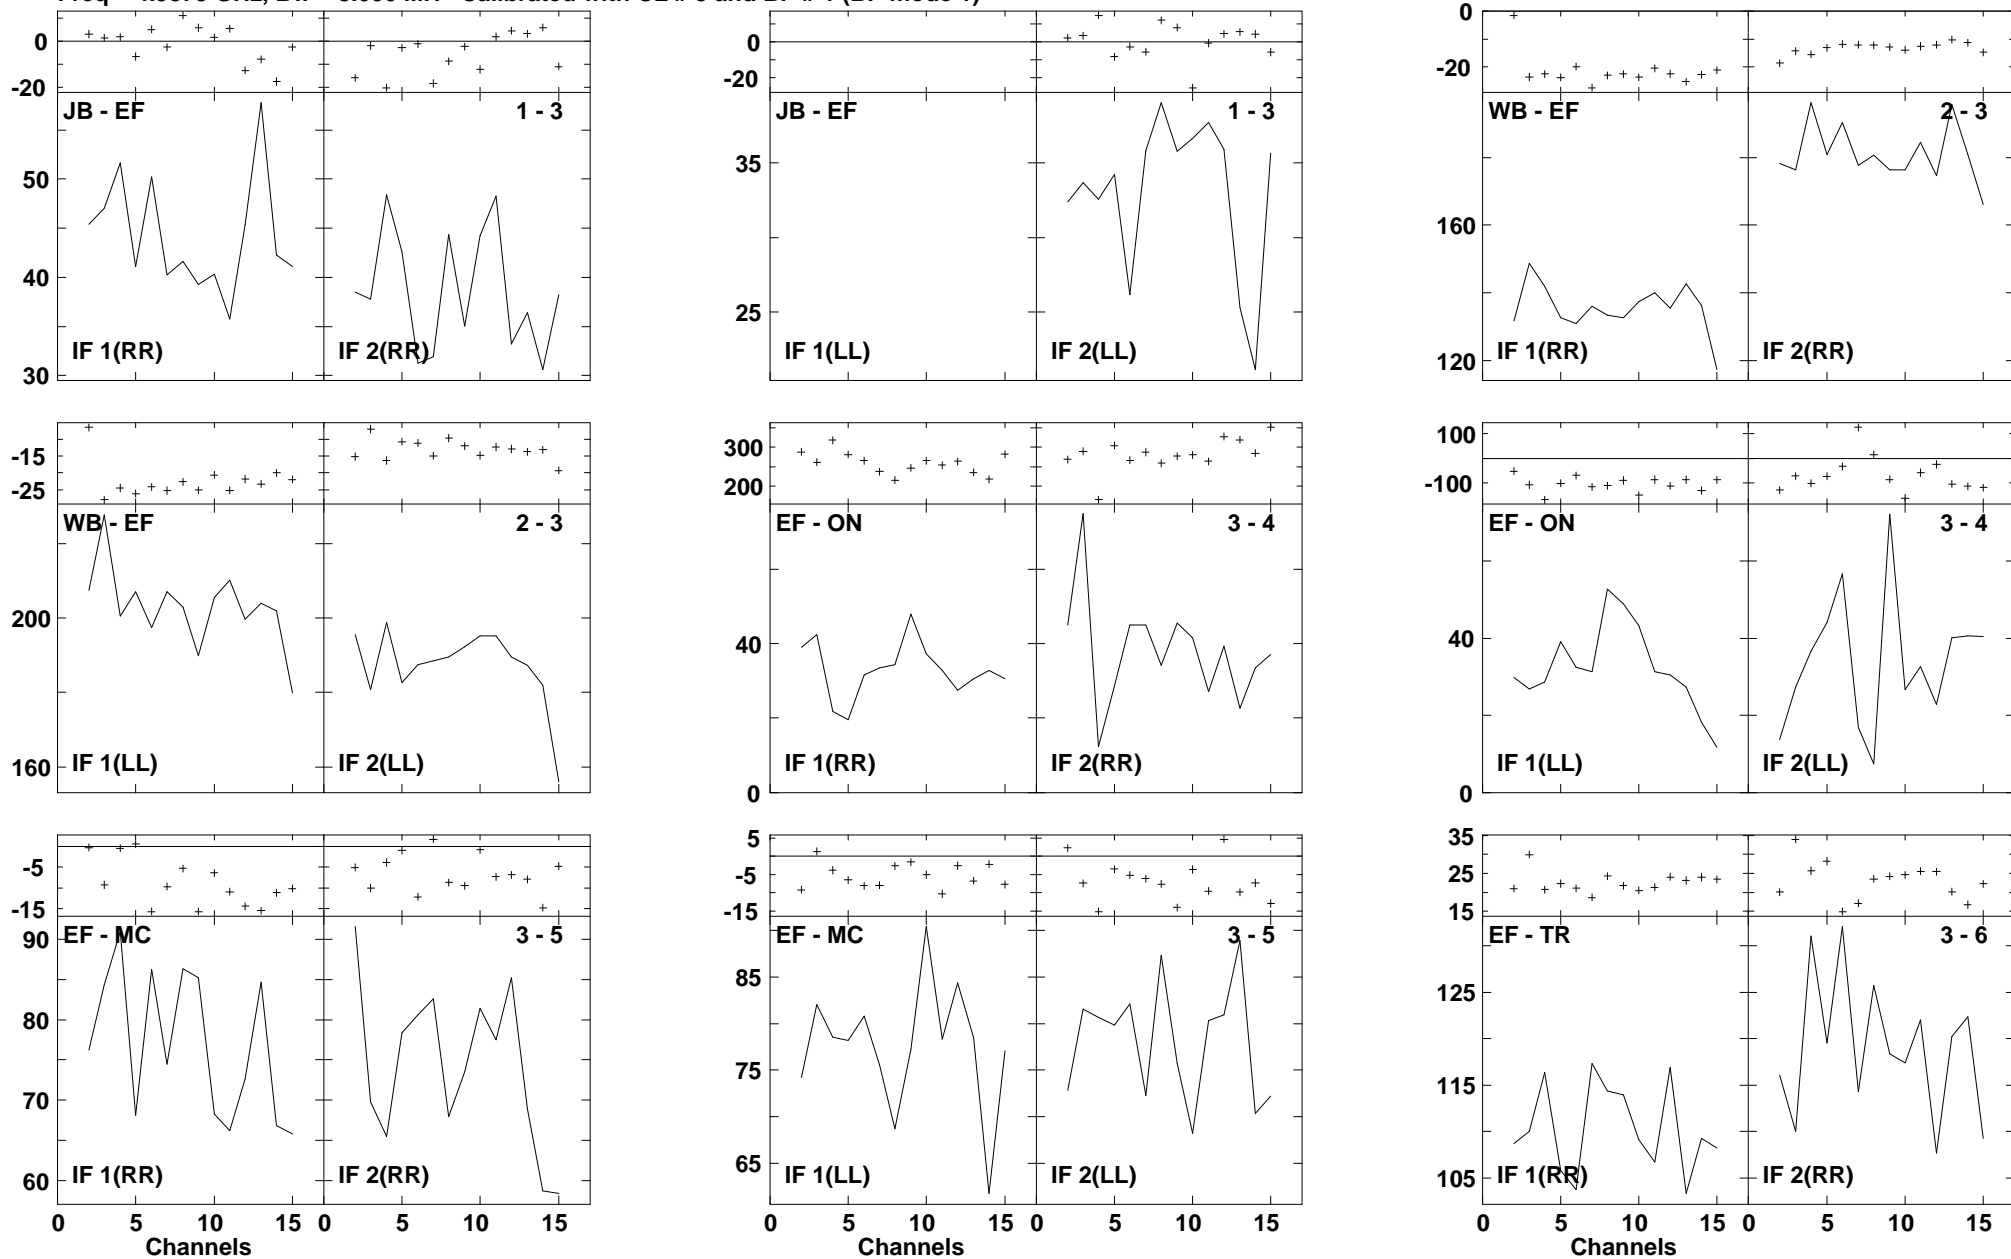 0 0 0
-20 -20 -20
JB - EF 1 - 3 JB - EF 1 - 3 WB - EF 2 - 3
50 35 160
40 25 120
30
IF 1(RR) IF 2(RR) IF 1(LL) IF 2(LL) IF 1(RR) IF 2(RR)
-15 300 100
-25 200 -100
WB - EF 2 - 3 EF - ON 3 - 4 EF - ON 3 - 4
200 40 40
160 0 0
IF 1(LL) IF 2(LL) IF 1(RR) IF 2(RR) IF 1(LL) IF 2(LL)
-5 5 35
-15 -5 25
-15 15
EF - MC 3 - 5 EF - MC 3 - 5 EF - TR 3 - 6
90 85 125
80 75 115
70 65 105
60
IF 1(RR) IF 2(RR) IF 1(LL) IF 2(LL) IF 1(RR) IF 2(RR)
0 5 10 15 0 5 10 15 0 5 10 15 0 5 10 15 0 5 10 15 0 5 10 15
Channels Channels Channels